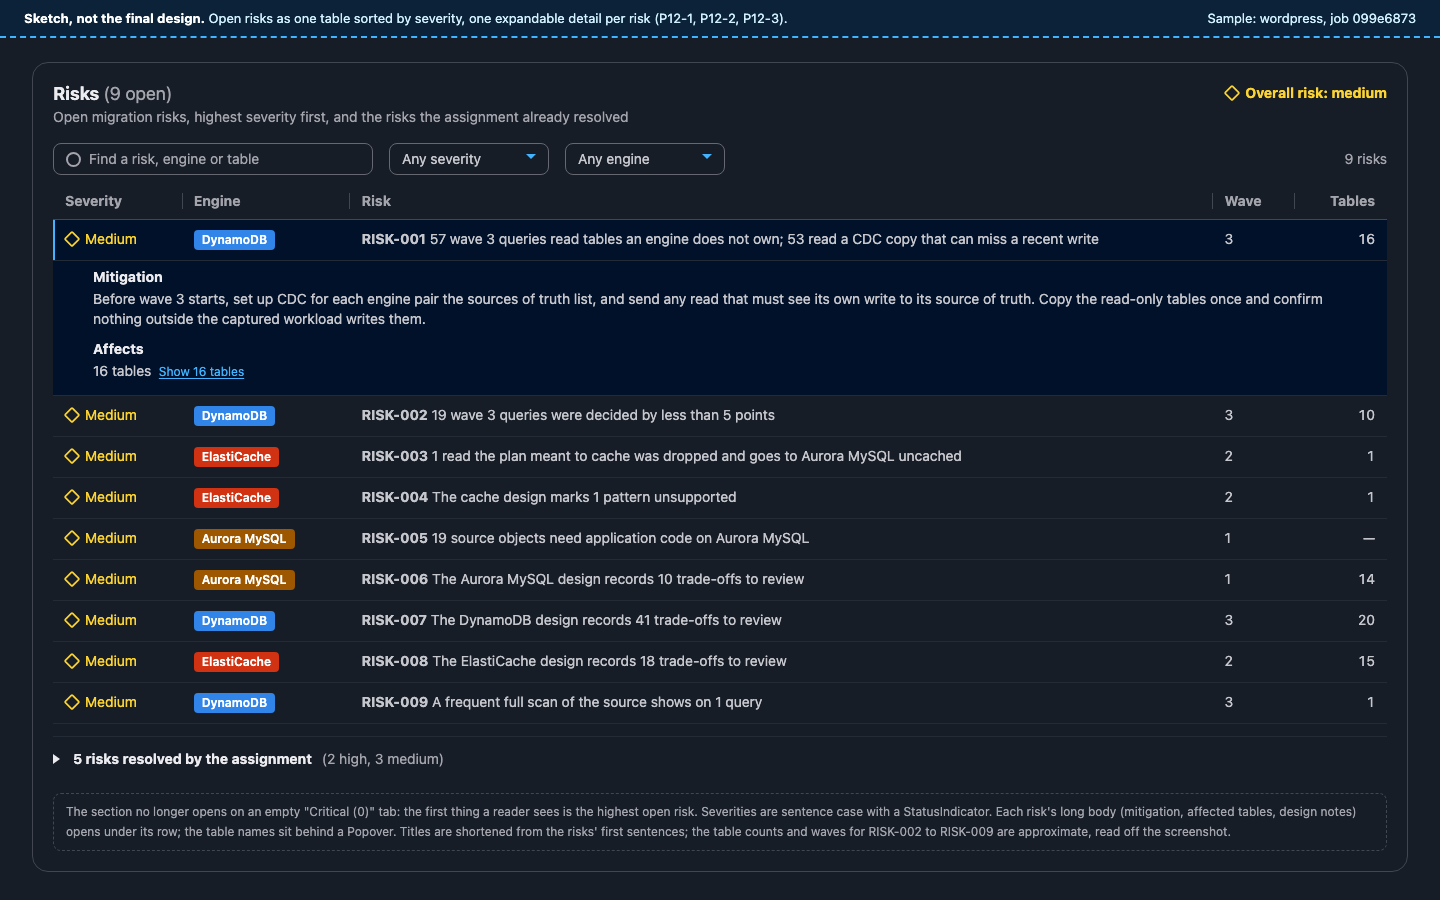 Sketch, not the final design. Open risks as one table sorted by severity, one expandable detail per risk (P12-1, P12-2, P12-3).
Sample: wordpress, job 099e6873
Risks (9 open)
Overall risk: medium
Open migration risks, highest severity first, and the risks the assignment already resolved
Find a risk, engine or table
Any severity
Any engine
9 risks
Severity Engine Risk Wave Tables
Medium DynamoDB RISK-001 57 wave 3 queries read tables an engine does not own; 53 read a CDC copy that can miss a recent write 3 16
Mitigation
Before wave 3 starts, set up CDC for each engine pair the sources of truth list, and send any read that must see its own write to its source of truth. Copy the read-only tables once and confirm
nothing outside the captured workload writes them.
Affects
16 tables Show 16 tables
Medium DynamoDB RISK-002 19 wave 3 queries were decided by less than 5 points 3 10
Medium ElastiCache RISK-003 1 read the plan meant to cache was dropped and goes to Aurora MySQL uncached 2 1
Medium ElastiCache RISK-004 The cache design marks 1 pattern unsupported 2 1
Medium Aurora MySQL RISK-005 19 source objects need application code on Aurora MySQL 1 —
Medium Aurora MySQL RISK-006 The Aurora MySQL design records 10 trade-offs to review 1 14
Medium DynamoDB RISK-007 The DynamoDB design records 41 trade-offs to review 3 20
Medium ElastiCache RISK-008 The ElastiCache design records 18 trade-offs to review 2 15
Medium DynamoDB RISK-009 A frequent full scan of the source shows on 1 query 3 1
5 risks resolved by the assignment (2 high, 3 medium)
The section no longer opens on an empty "Critical (0)" tab: the first thing a reader sees is the highest open risk. Severities are sentence case with a StatusIndicator. Each risk's long body (mitigation, affected tables, design notes)
opens under its row; the table names sit behind a Popover. Titles are shortened from the risks' first sentences; the table counts and waves for RISK-002 to RISK-009 are approximate, read off the screenshot.